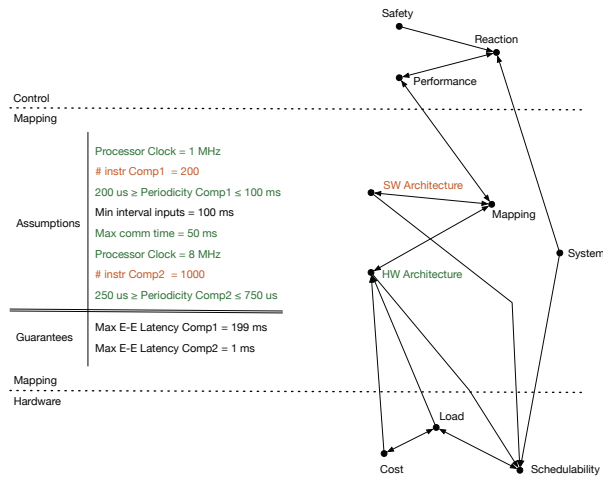 Safety
Reaction
Performance
Control
Mapping
Assumptions
Processor Clock = 1 MHz
# instr Comp1 = 200
200 us ≥ Periodicity Comp1 ≤ 100 ms
Min interval inputs = 100 ms
Max comm time = 50 ms
Processor Clock = 8 MHz
# instr Comp2 = 1000
250 us ≥ Periodicity Comp2 ≤ 750 us
Guarantees
Max E-E Latency Comp1 = 199 ms
Max E-E Latency Comp2 = 1 ms
SW Architecture
Mapping
System
HW Architecture
Mapping
Hardware
Load
Cost
Schedulability